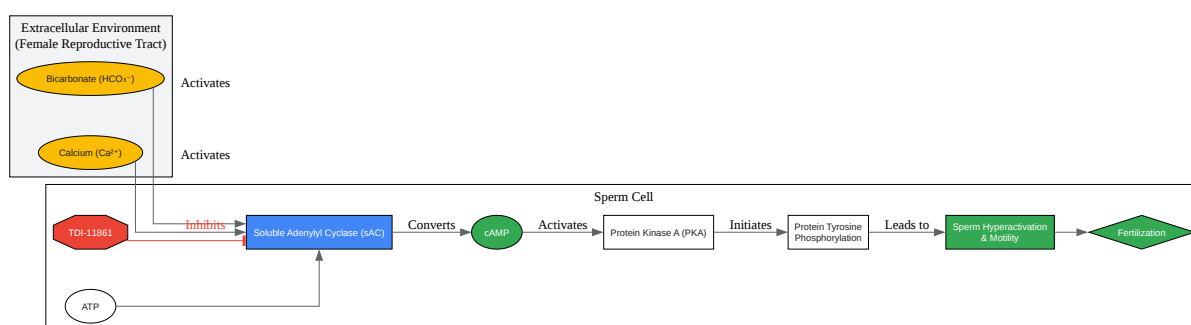 Extracellular Environment
(Female Reproductive Tract)
Bicarbonate (HCO₃⁻)
Activates
Calcium (Ca²⁺)
Activates
Sperm Cell
TDI-11861
Inhibits
Soluble Adenylyl Cyclase (sAC)
Converts
cAMP
Activates
Protein Kinase A (PKA)
Initiates
Protein Tyrosine
Phosphorylation
Leads to
Sperm Hyperactivation
& Motility
Fertilization
ATP